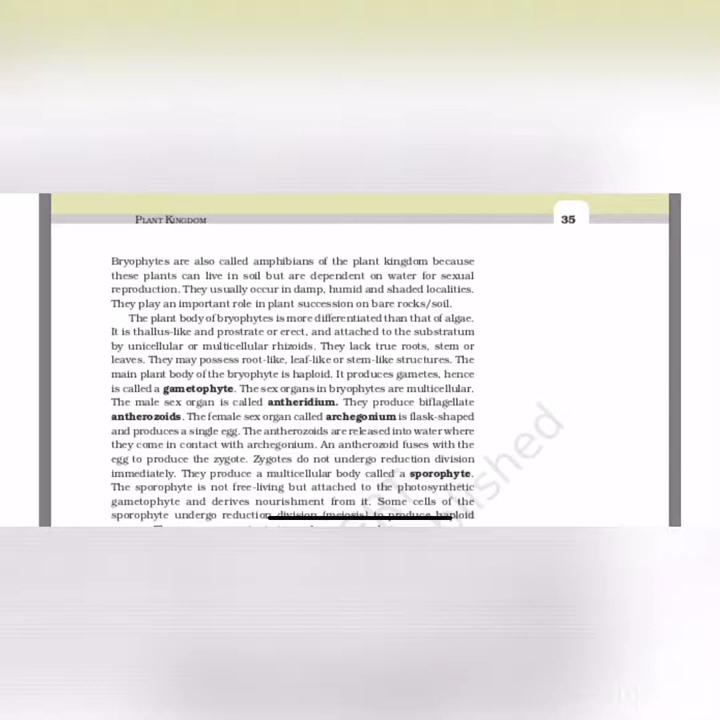 PLANT KINGDOM
35
Bryophytes are also called amphibians of the plant kingdom because
these plants can live in soil but are dependent on water for sexual
reproduction. They usually occur in damp, humid and shaded localities.
They play an important role in plant succession on bare rocks/soil.
The plant body of bryophytes is more differentiated than that of algae.
It is thallus-like and prostrate or erect, and attached to the substratum
by unicellular or multicellular rhizoids. They lack true roots, stem or
leaves. They may possess root-like, leaf-like or stem-like structures. The
main plant body of the bryophyte is haploid. It produces gametes, hence
is called a gametophyte. The sex organs in bryophytes are multicellular.
The male sex organ is called antheridium. They produce biflagellate
antherozoids. The female sex organ called archegonium is flask-shaped
and produces a single egg. The antherozoids are released into water where
they come in contact with archegonium. An antherozoid fuses with the
egg to produce the zygote. Zygotes do not undergo reduction division
immediately. They produce a multicellular body called a sporophyte.
The sporophyte is not free-living but attached to the photosynthetic
gametophyte and derives nourishment from it. Some cells of the
sporophyte undergo reduction division (meiosis) to produce haploid